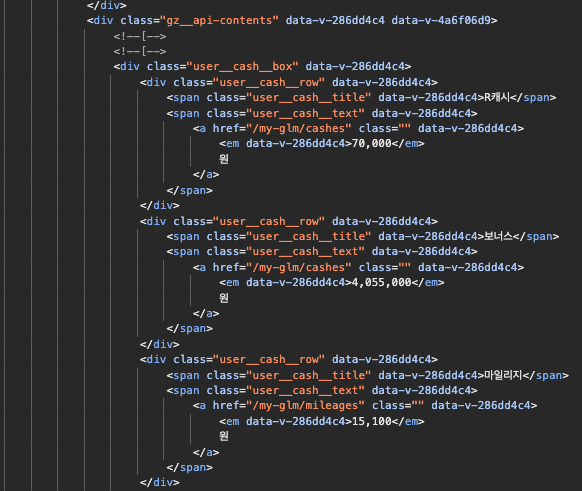 </div>
<div class="gz__api-contents" data-v-286dd4c4 data-v-4a6f06d9>
<!--[-->
<!--[-->
<div class="user__cash__box" data-v-286dd4c4>
<div class="user__cash__row" data-v-286dd4c4>
<span class="user__cash__title" data-v-286dd4c4>R캐시</span>
<span class="user__cash__text" data-v-286dd4c4>
<a href="/my-glm/cashes" class="" data-v-286dd4c4>
<em data-v-286dd4c4>70,000</em>
원
</a>
</span>
</div>
<div class="user__cash__row" data-v-286dd4c4>
<span class="user__cash__title" data-v-286dd4c4>보너스</span>
<span class="user__cash__text" data-v-286dd4c4>
<a href="/my-glm/cashes" class="" data-v-286dd4c4>
<em data-v-286dd4c4>4,055,000</em>
원
</a>
</span>
</div>
<div class="user__cash__row" data-v-286dd4c4>
<span class="user__cash__title" data-v-286dd4c4>마일리지</span>
<span class="user__cash__text" data-v-286dd4c4>
<a href="/my-glm/mileages" class="" data-v-286dd4c4>
<em data-v-286dd4c4>15,100</em>
원
</a>
</span>
</div>